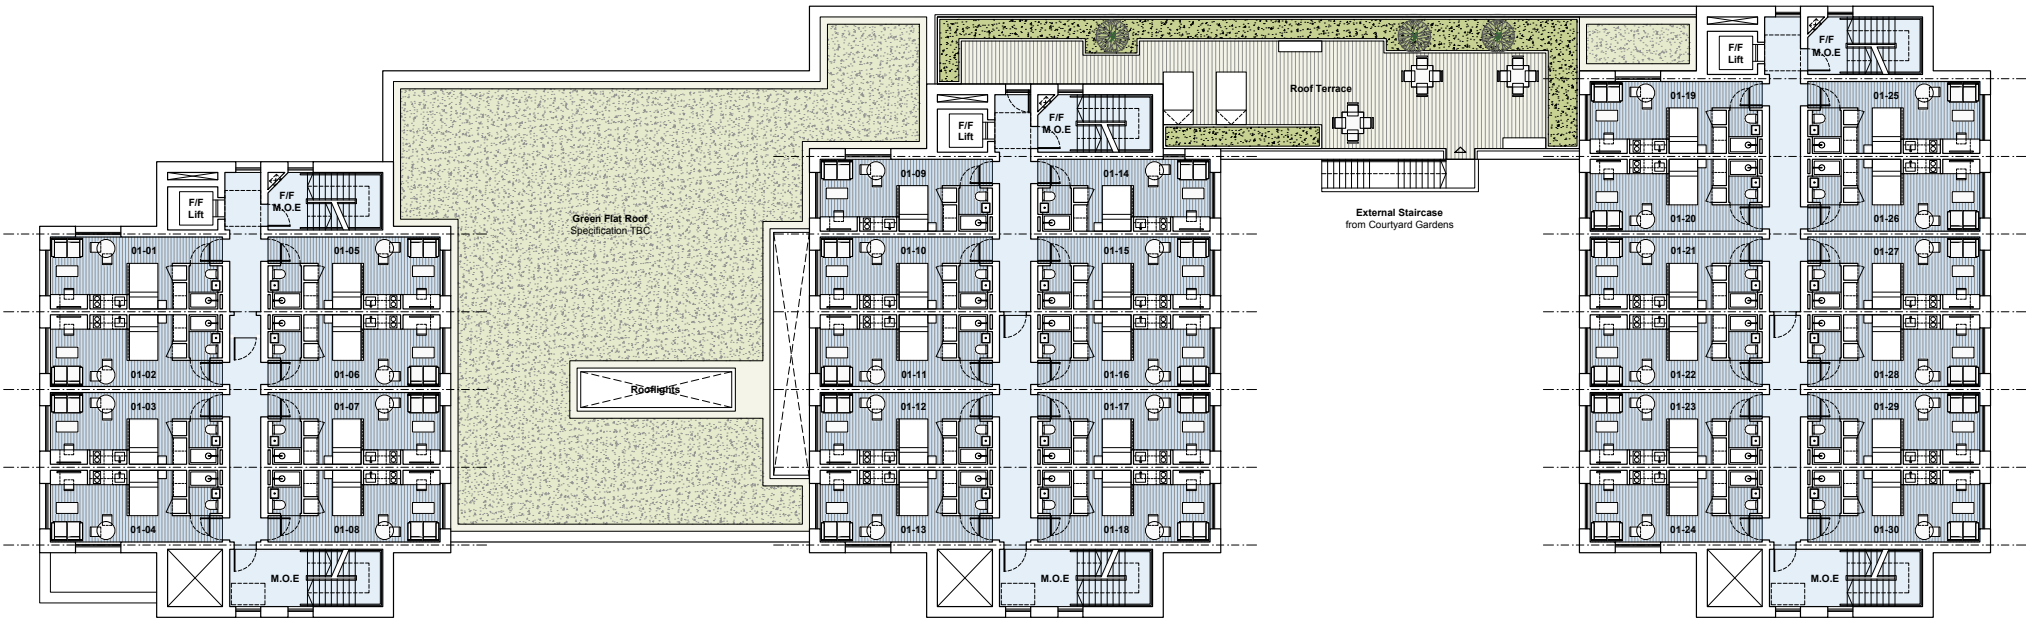 F/F
Lift
F/F
M.O.E
01-01
01-05
01-02
01-06
01-03
01-07
01-04
01-08
M.O.E
Green Flat Roof
Specification TBC
Rooflights
F/F
Lift
F/F
M.O.E
01-09
01-14
01-10
01-15
01-11
01-16
01-12
01-17
01-13
01-18
M.O.E
Roof Terrace
External Staircase
from Courtyard Gardens
F/F
Lift
F/F
M.O.E
01-19
01-25
01-20
01-26
01-21
01-27
01-22
01-28
01-23
01-29
01-24
01-30
M.O.E